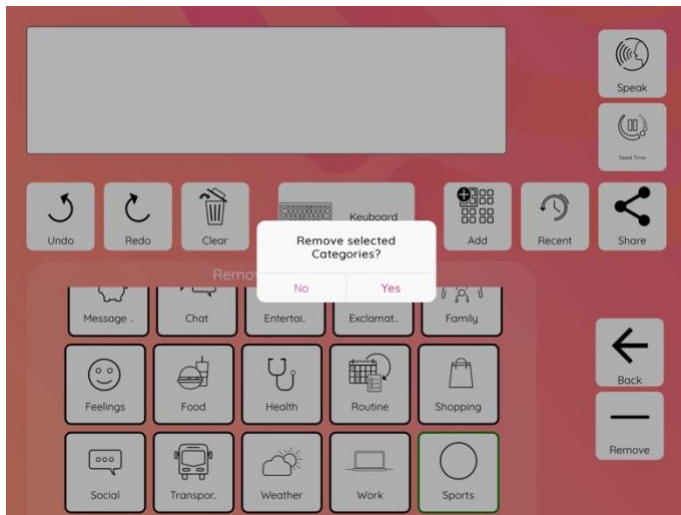 Speak
Need Time
Undo
Redo
Clear
Keyboard
Add
Recent
Share
Remove selected
Categories?
No
Yes
Remo
Message ..
Chat
Entertai..
Exclamat..
Family
Back
Feelings
Food
Health
Routine
Shopping
Remove
Social
Transpor..
Weather
Work
Sports